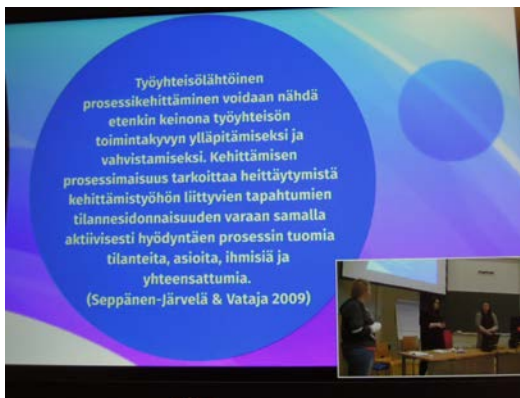 Työyhteisölähtöinen
prosessikehittäminen voidaan nähdä
etenkin keinona työyhteisön
toimintakyvyn ylläpitämiseksi ja
vahvistamiseksi. Kehittämisen
prosessimaisuus tarkoittaa heittäytymistä
kehittämistyöhön liittyvien tapahtumien
tilannesidonnaisuuden varaan samalla
aktiivisesti hyödyntäen prosessin tuomia
tilanteita, asioita, ihmisiä ja
yhteensattumia.
(Seppänen-Järvelä & Vataja 2009)